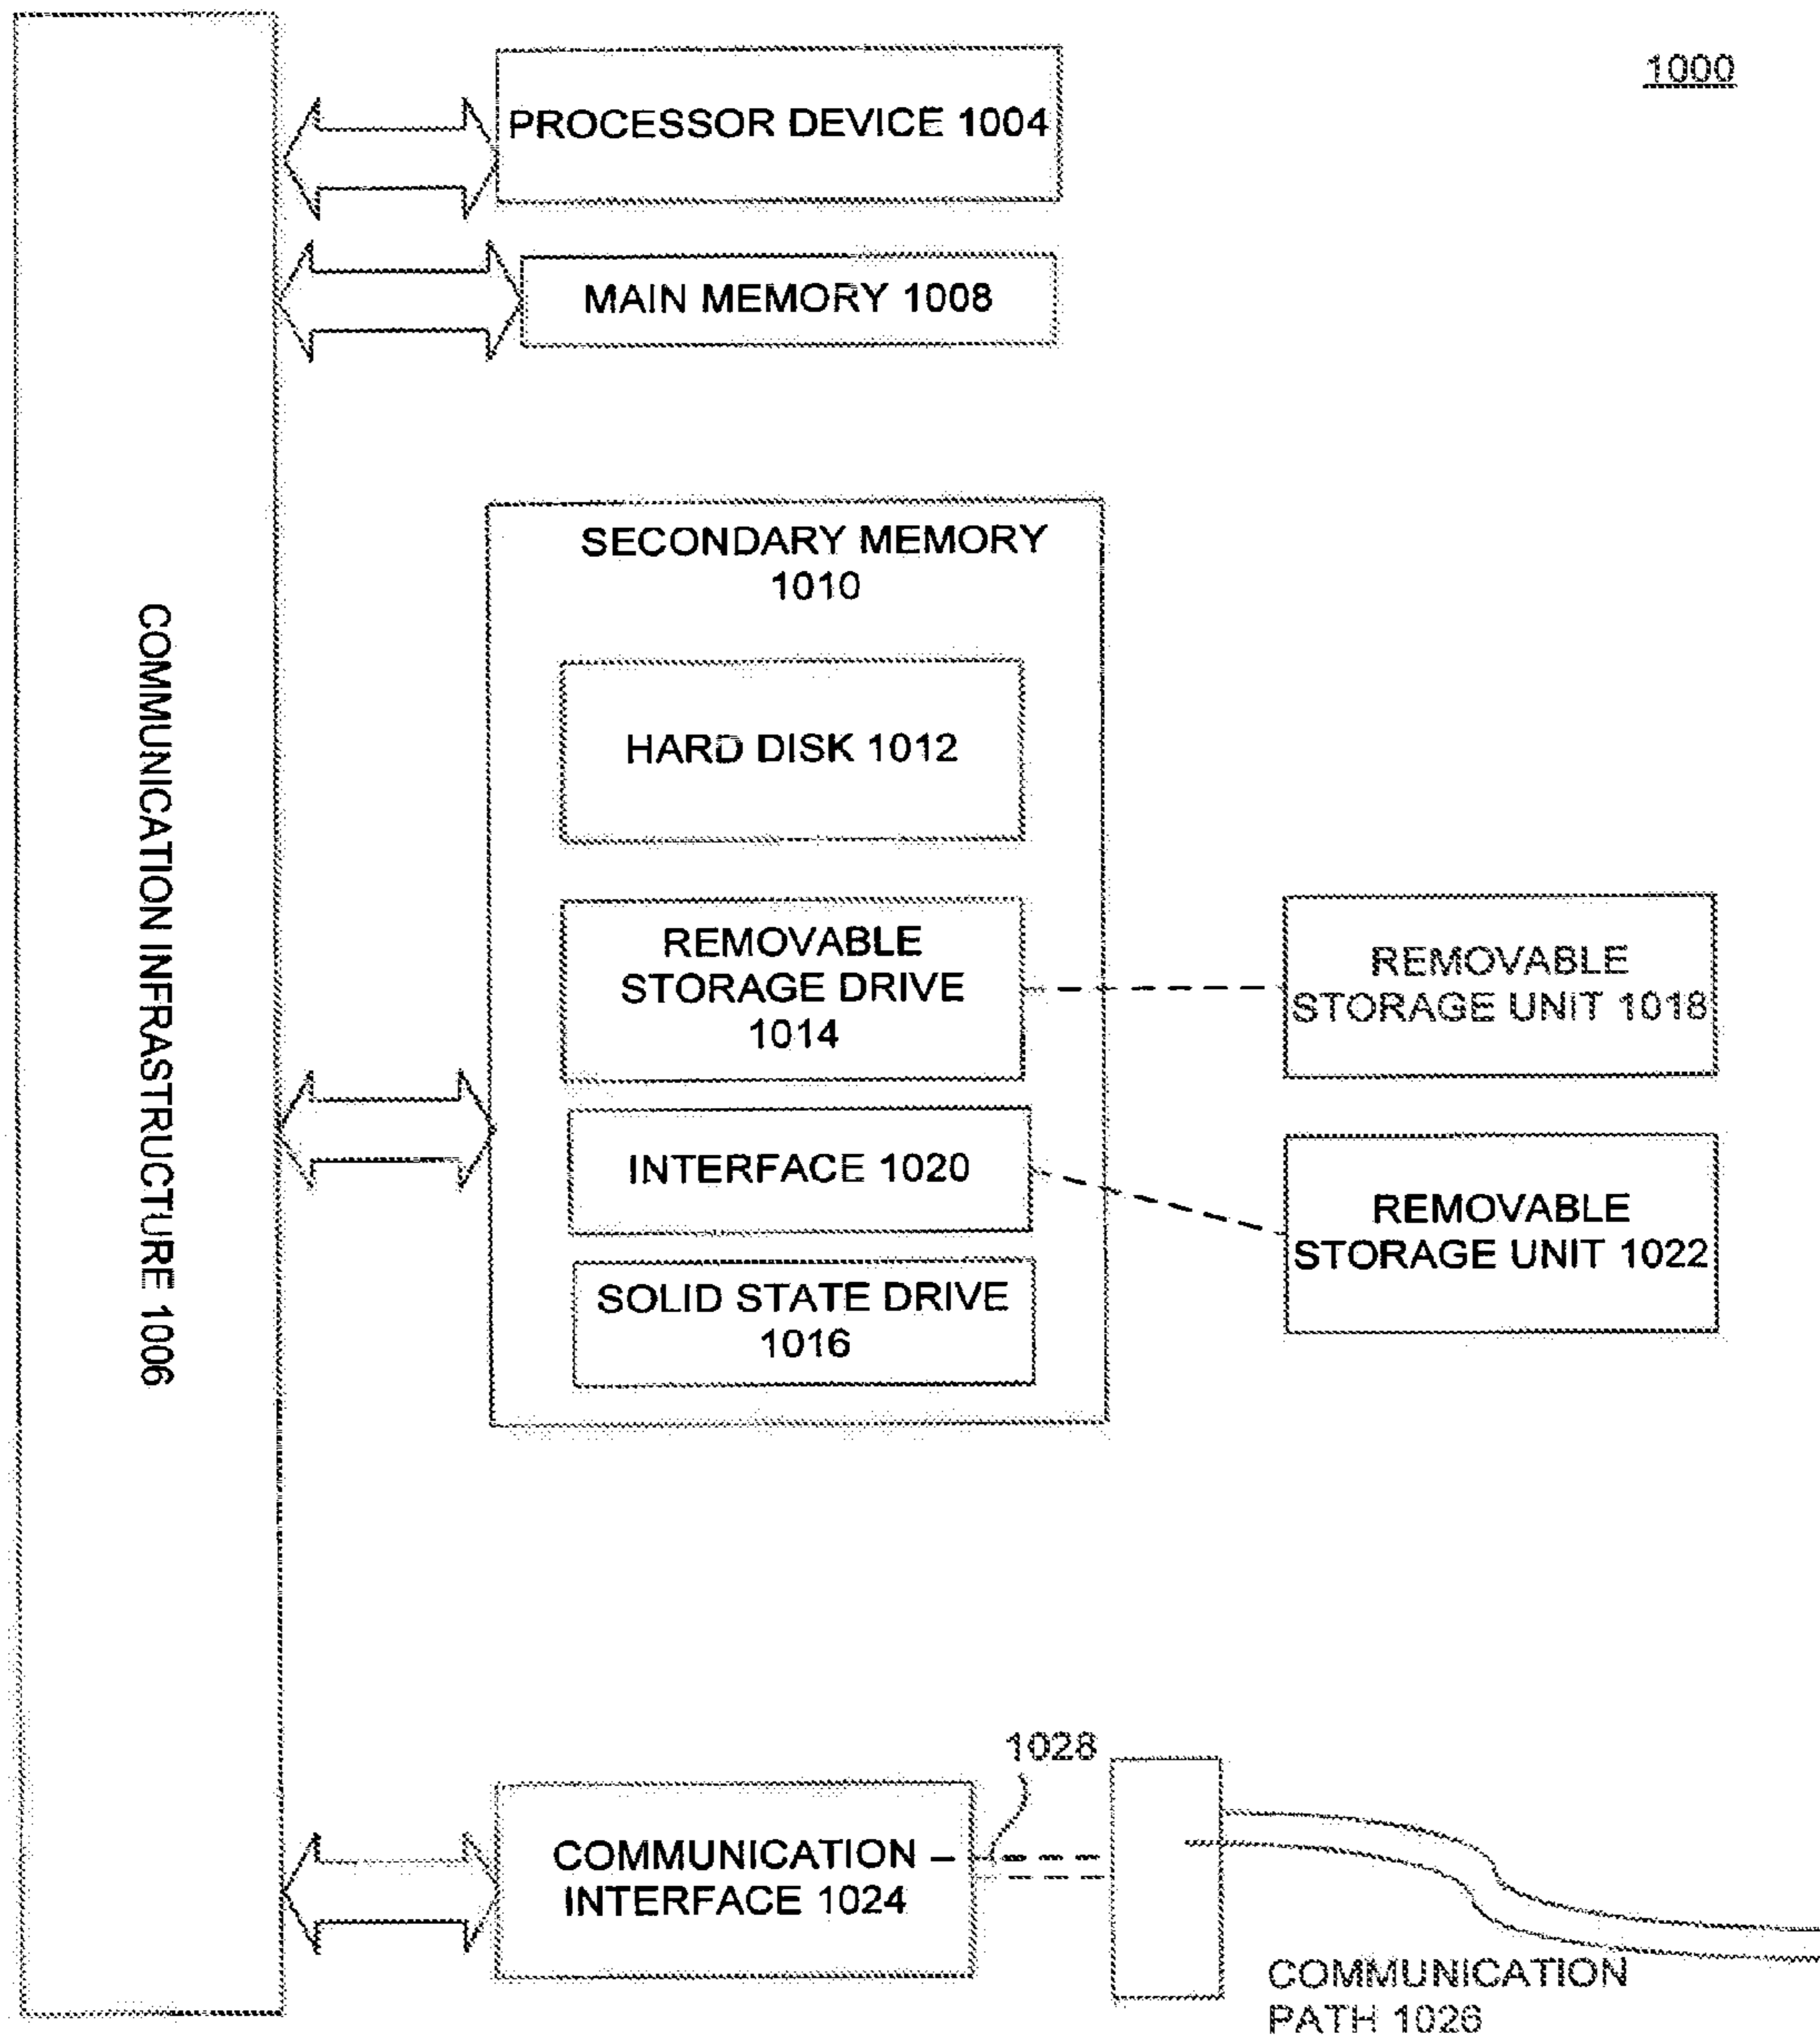 1000
PROCESSOR DEVICE 1004
MAIN MEMORY 1008
COMMUNICATION INFRASTRUCTURE 1006
SECONDARY MEMORY
1010
HARD DISK 1012
REMOVABLE
STORAGE DRIVE
1014
REMOVABLE
STORAGE UNIT 1018
INTERFACE 1020
REMOVABLE
STORAGE UNIT 1022
SOLID STATE DRIVE
1016
1028
COMMUNICATION
INTERFACE 1024
COMMUNICATION
PATH 1026